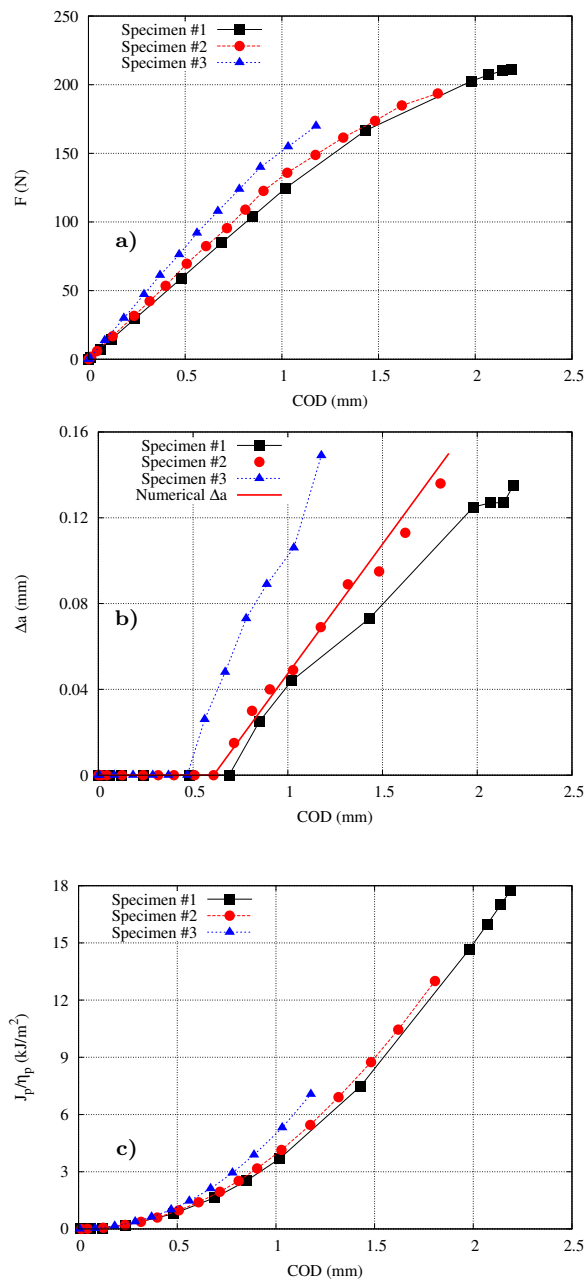 Specimen #1
Specimen #2
Specimen #3
250
200
150
100
50
0
F (N)
a)
0 0.5 1 1.5 2 2.5
COD (mm)
Specimen #1
Specimen #2
Specimen #3
Numerical Δa
0.16
0.12
0.08
0.04
0
Δa (mm)
b)
0 0.5 1 1.5 2 2.5
COD (mm)
Specimen #1
Specimen #2
Specimen #3
18
15
12
9
6
3
0
Jp/ηp (kJ/m²)
c)
0 0.5 1 1.5 2 2.5
COD (mm)